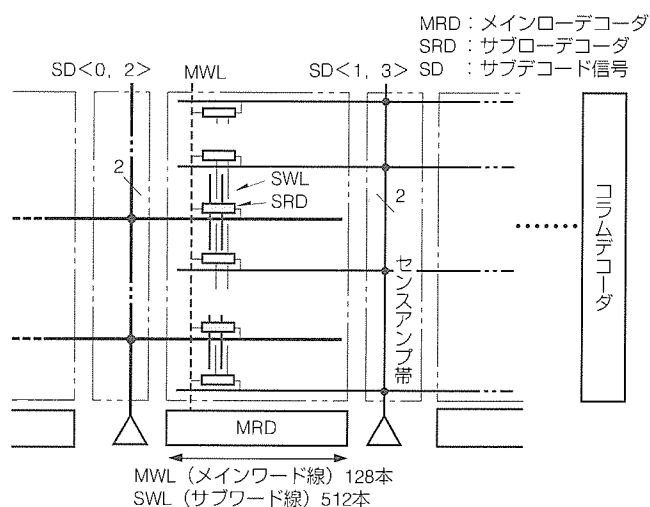 MRD：メインローデコーダ
SRD：サブローデコーダ
SD：サブデコード信号
SD<0, 2>
MWL
SD<1, 3>
2
SWL
SRD
2
センスアンプ帯
コラムデコーダ
MRD
MWL（メインワード線）128本
SWL（サブワード線）512本